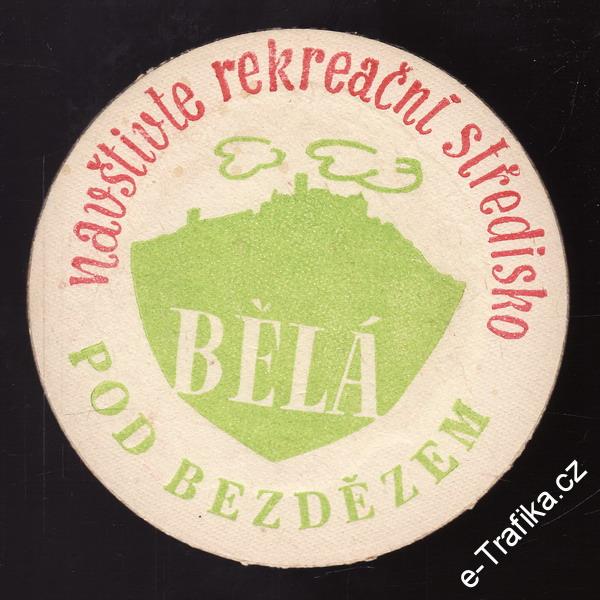 navštivte rekreační středisko
BĚLÁ
POD BEZDĚZEM
e-Trafika.cz